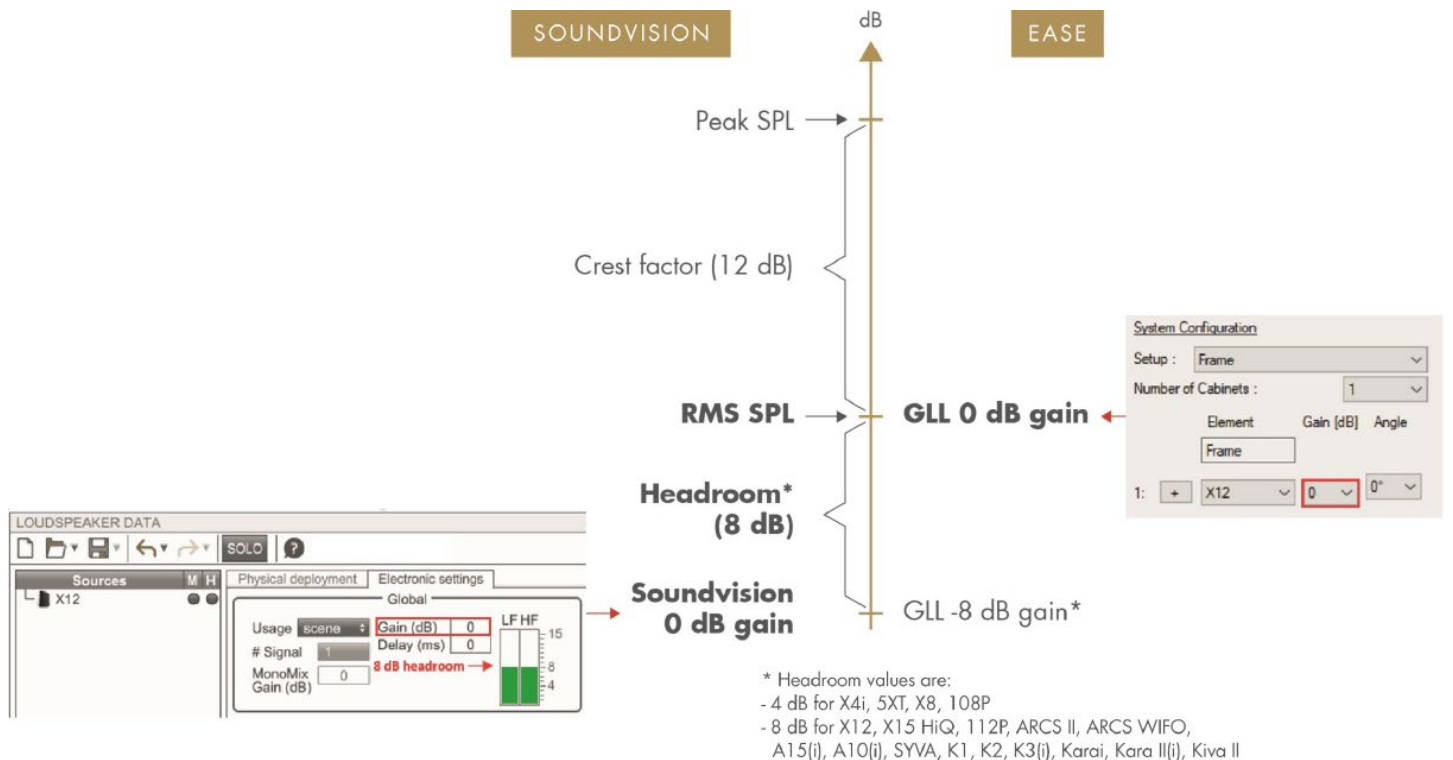 SOUNDVISION
dB
EASE
Peak SPL
Crest factor (12 dB)
RMS SPL
GLL 0 dB gain
System Configuration
Setup :
Frame
Number of Cabinets :
1
Element
Gain [dB]
Angle
Frame
1:
+
X12
0
0°
Headroom*
(8 dB)
LOUDSPEAKER DATA
SOLO
?
Sources
M H
X12
Physical deployment
Electronic settings
Global
Usage
scene
Gain (dB)
0
# Signal
1
Delay (ms)
0
MonoMix
Gain (dB)
0
8 dB headroom
LF HF
15
8
4
Soundvision
0 dB gain
GLL -8 dB gain*
* Headroom values are:
- 4 dB for X4i, 5XT, X8, 108P
- 8 dB for X12, X15 HiQ, 112P, ARCS II, ARCS WIFO,
A15(i), A10(i), SYVA, K1, K2, K3(i), Karai, Kara II(i), Kiva II